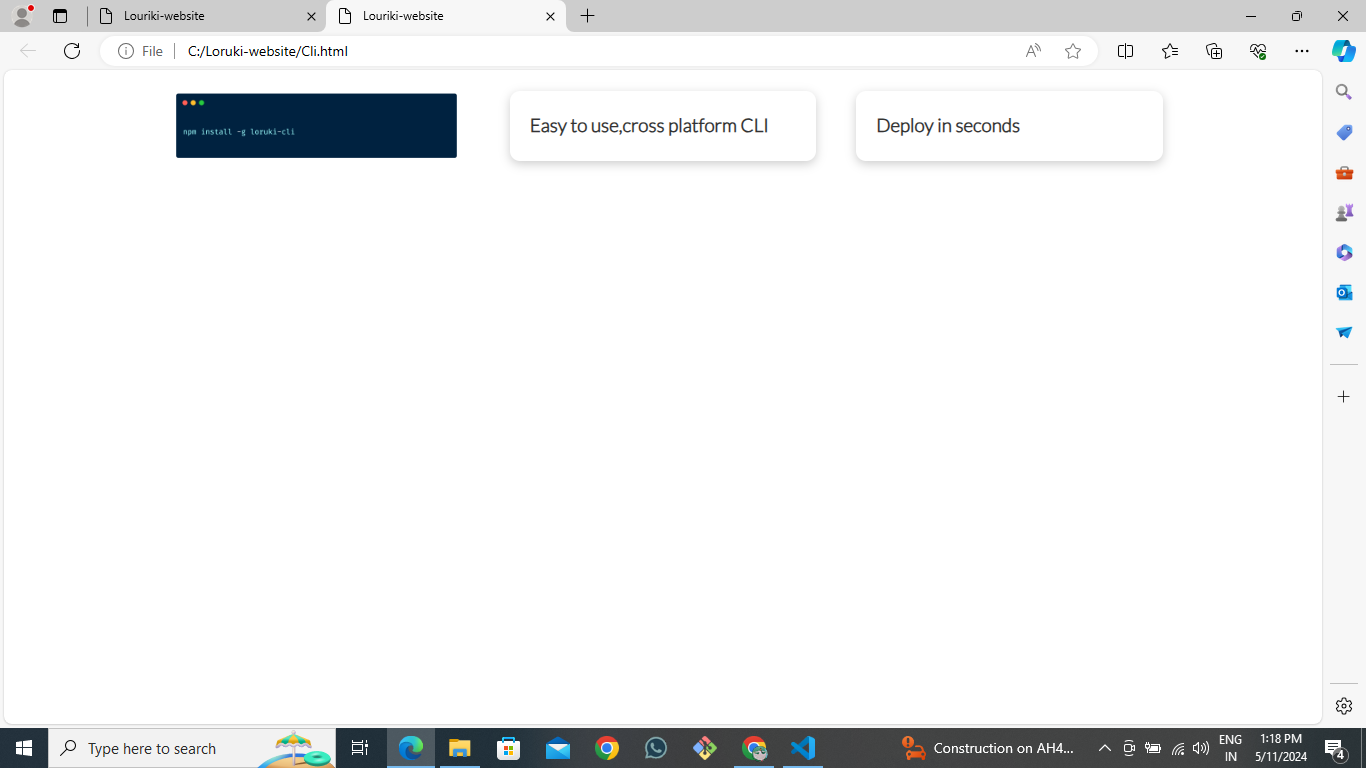 Louriki-website
Louriki-website
File
C:/Loruki-website/Cli.html
npm install -g loruki-cli
Easy to use,cross platform CLI
Deploy in seconds
Type here to search
Construction on AH4...
ENG
IN
1:18 PM
5/11/2024
4